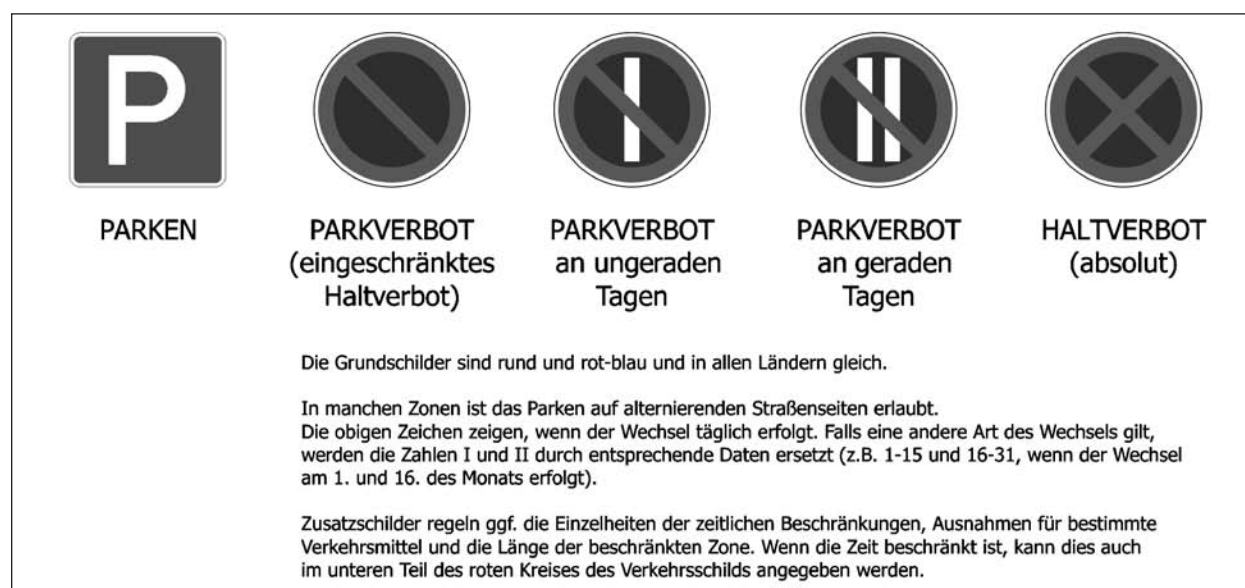 P
PARKEN
PARKVERBOT
(eingeschränktes
Haltverbot)
PARKVERBOT
an ungeraden
Tagen
PARKVERBOT
an geraden
Tagen
HALTVERBOT
(absolut)
Die Grundschilder sind rund und rot-blau und in allen Ländern gleich.
In manchen Zonen ist das Parken auf alternierenden Straßenseiten erlaubt.
Die obigen Zeichen zeigen, wenn der Wechsel täglich erfolgt. Falls eine andere Art des Wechsels gilt,
werden die Zahlen I und II durch entsprechende Daten ersetzt (z.B. 1-15 und 16-31, wenn der Wechsel
am 1. und 16. des Monats erfolgt).
Zusatzschilder regeln ggf. die Einzelheiten der zeitlichen Beschränkungen, Ausnahmen für bestimmte
Verkehrsmittel und die Länge der beschränkten Zone. Wenn die Zeit beschränkt ist, kann dies auch
im unteren Teil des roten Kreises des Verkehrsschilds angegeben werden.